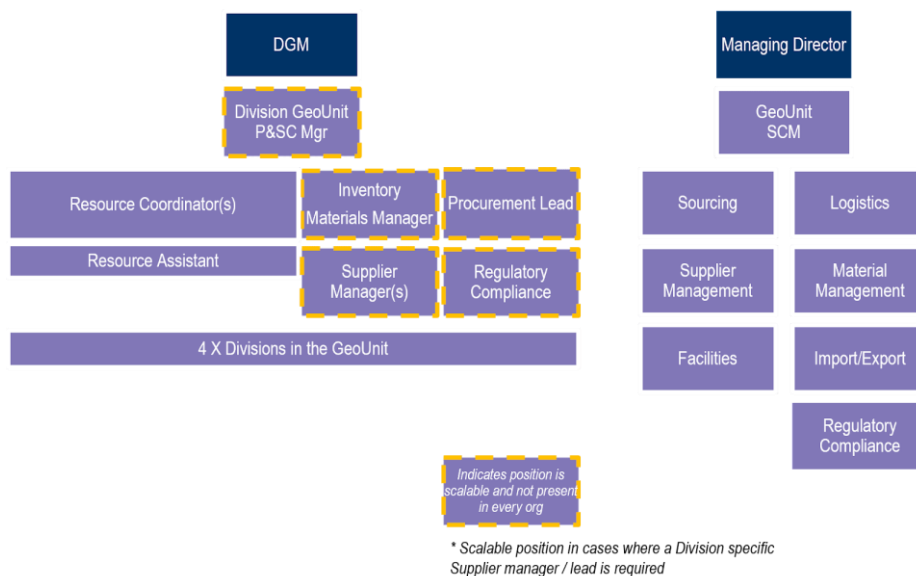 DGM
Division GeoUnit
P&SC Mgr
Resource Coordinator(s)
Inventory
Materials Manager
Procurement Lead
Resource Assistant
Supplier
Manager(s)
Regulatory
Compliance
4 X Divisions in the GeoUnit
Managing Director
GeoUnit
SCM
Sourcing
Logistics
Supplier
Management
Material
Management
Facilities
Import/Export
Regulatory
Compliance
Indicates position is
scalable and not present
in every org
* Scalable position in cases where a Division specific
Supplier manager / lead is required